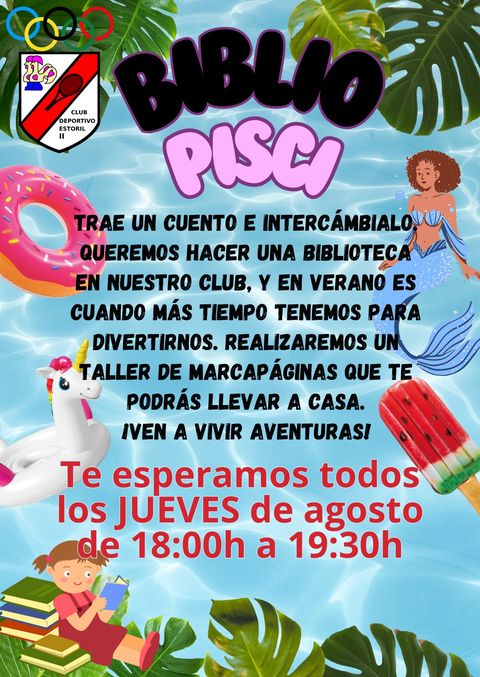 CLUB
DEPORTIVO
ESTORIL
II
BIBLIO
PISCI
TRAE UN CUENTO E INTERCÁMBIALO.
QUEREMOS HACER UNA BIBLIOTECA
EN NUESTRO CLUB, Y EN VERANO ES
CUANDO MÁS TIEMPO TENEMOS PARA
DIVERTIRNOS. REALIZAREMOS UN
TALLER DE MARCAPÁGINAS QUE TE
PODRÁS LLEVAR A CASA.
¡VEN A VIVIR AVENTURAS!
Te esperamos todos
los JUEVES de agosto
de 18:00h a 19:30h